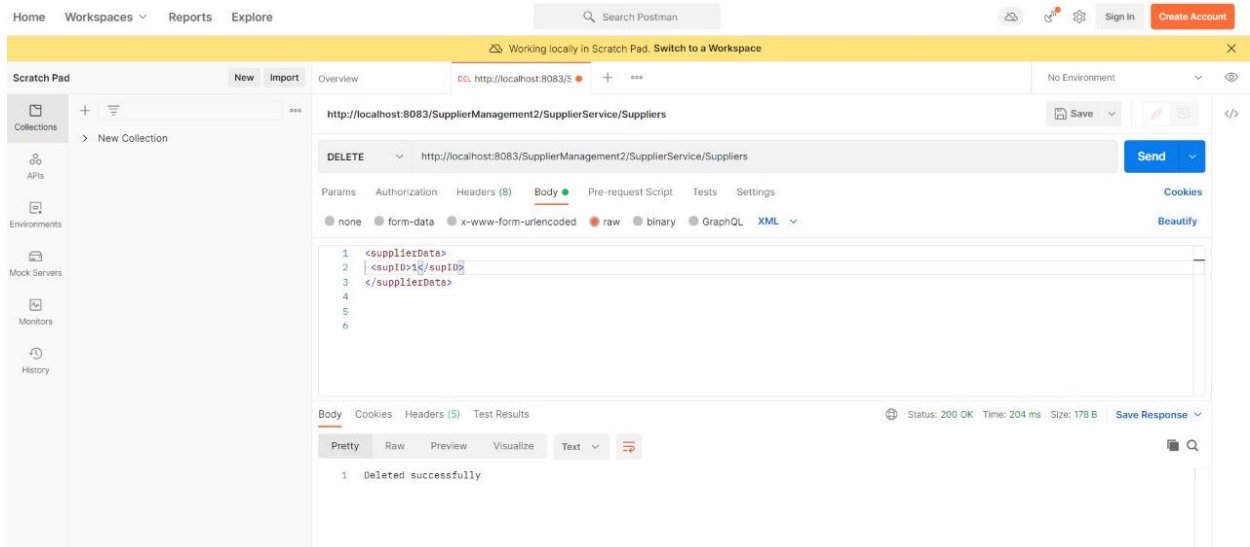 Home Workspaces Reports Explore Search Postman Sign In Create Account
Working locally in Scratch Pad. Switch to a Workspace
Scratch Pad New Import Overview DEL http://localhost:8083/S No Environment
Collections
New Collection
APIs
Environments
Mock Servers
Monitors
History
http://localhost:8083/SupplierManagement2/SupplierService/Suppliers Save
DELETE http://localhost:8083/SupplierManagement2/SupplierService/Suppliers Send
Params Authorization Headers (8) Body Pre-request Script Tests Settings Cookies
none form-data x-www-form-urlencoded raw binary GraphQL XML Beautify
1 <supplierData>
2 <supID>1</supID>
3 </supplierData>
4
5
6
Body Cookies Headers (5) Test Results Status: 200 OK Time: 204 ms Size: 178 B Save Response
Pretty Raw Preview Visualize Text
1 Deleted successfully